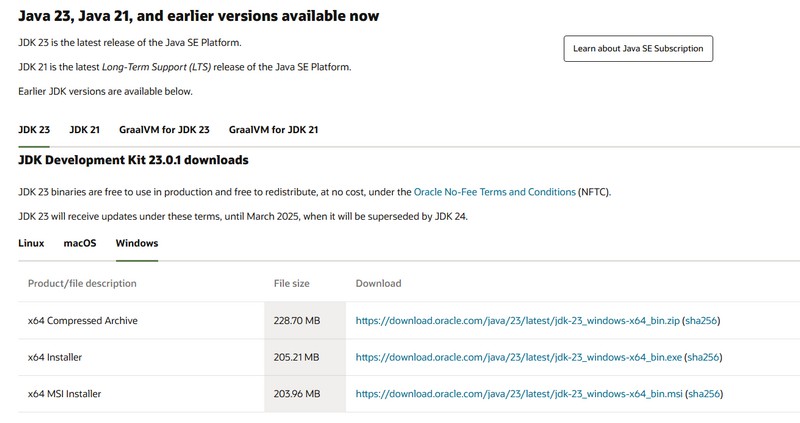 Java 23, Java 21, and earlier versions available now
JDK 23 is the latest release of the Java SE Platform.
Learn about Java SE Subscription
JDK 21 is the latest Long-Term Support (LTS) release of the Java SE Platform.
Earlier JDK versions are available below.
JDK 23 JDK 21 GraalVM for JDK 23 GraalVM for JDK 21
JDK Development Kit 23.0.1 downloads
JDK 23 binaries are free to use in production and free to redistribute, at no cost, under the Oracle No-Fee Terms and Conditions (NFTC).
JDK 23 will receive updates under these terms, until March 2025, when it will be superseded by JDK 24.
Linux macOS Windows
Product/file description File size Download
x64 Compressed Archive 228.70 MB https://download.oracle.com/java/23/latest/jdk-23_windows-x64_bin.zip (sha256)
x64 Installer 205.21 MB https://download.oracle.com/java/23/latest/jdk-23_windows-x64_bin.exe (sha256)
x64 MSI Installer 203.96 MB https://download.oracle.com/java/23/latest/jdk-23_windows-x64_bin.msi (sha256)